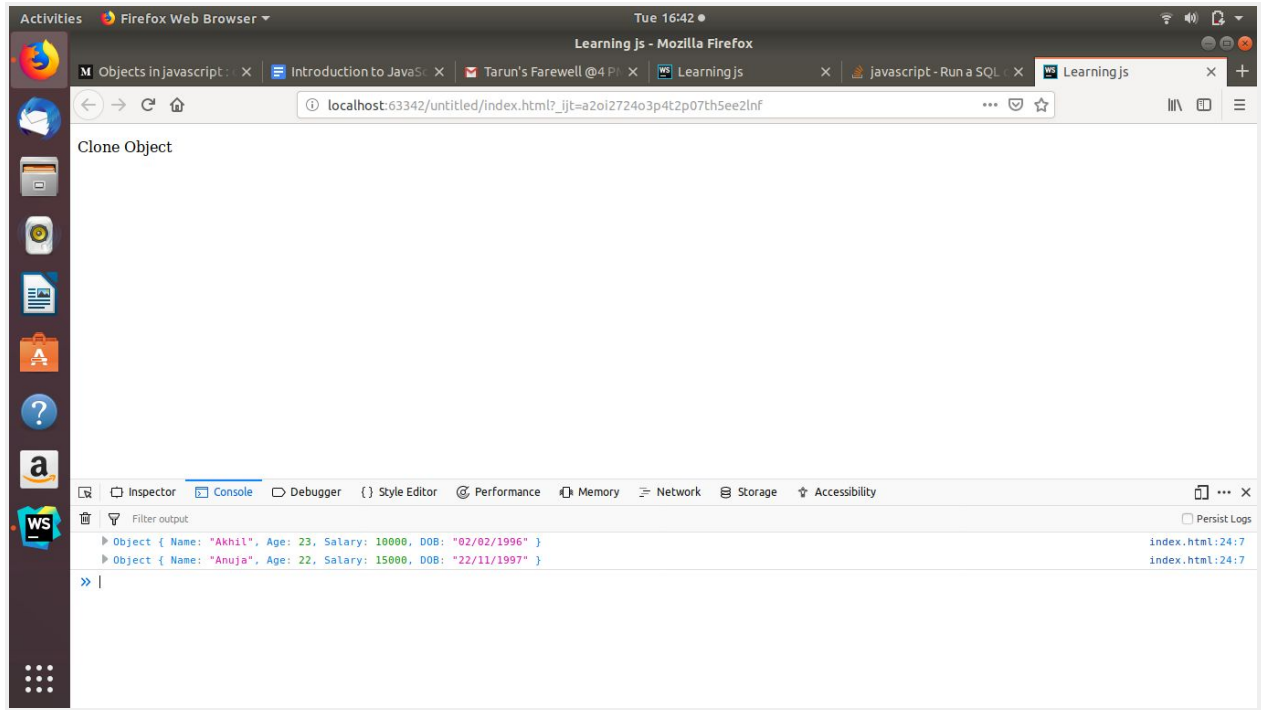 Activities Firefox Web Browser Tue 16:42
Learning js - Mozilla Firefox
M Objects in javascript : Introduction to JavaSc Tarun's Farewell @4 P WS Learning js javascript - Run a SQL WS Learning js
localhost:63342/untitled/index.html?_ijt=a2oi2724o3p4t2p07th5ee2lnf
Clone Object
Inspector Console Debugger {} Style Editor Performance Memory Network Storage Accessibility
Filter output Persist Logs
Object { Name: "Akhil", Age: 23, Salary: 10000, DOB: "02/02/1996" } index.html:24:7
Object { Name: "Anuja", Age: 22, Salary: 15000, DOB: "22/11/1997" } index.html:24:7
»
a
WS